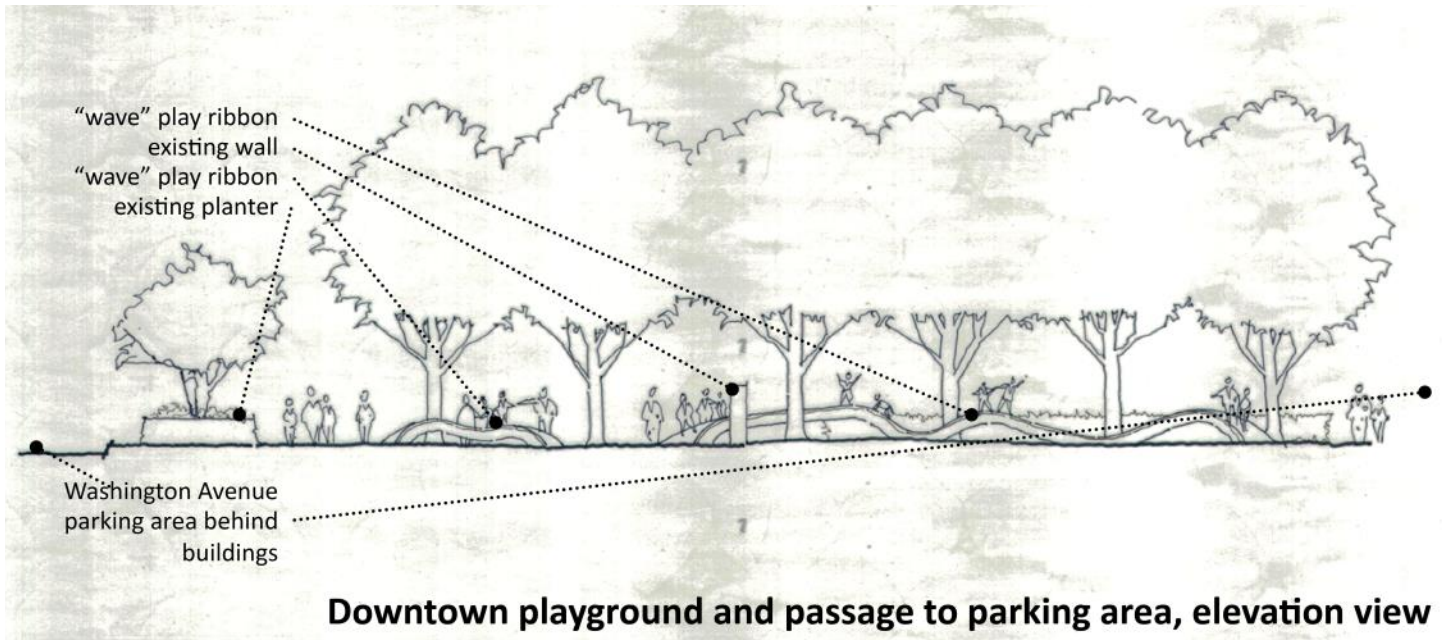 “wave” play ribbon
existing wall
“wave” play ribbon
existing planter
Washington Avenue
parking area behind
buildings
Downtown playground and passage to parking area, elevation view